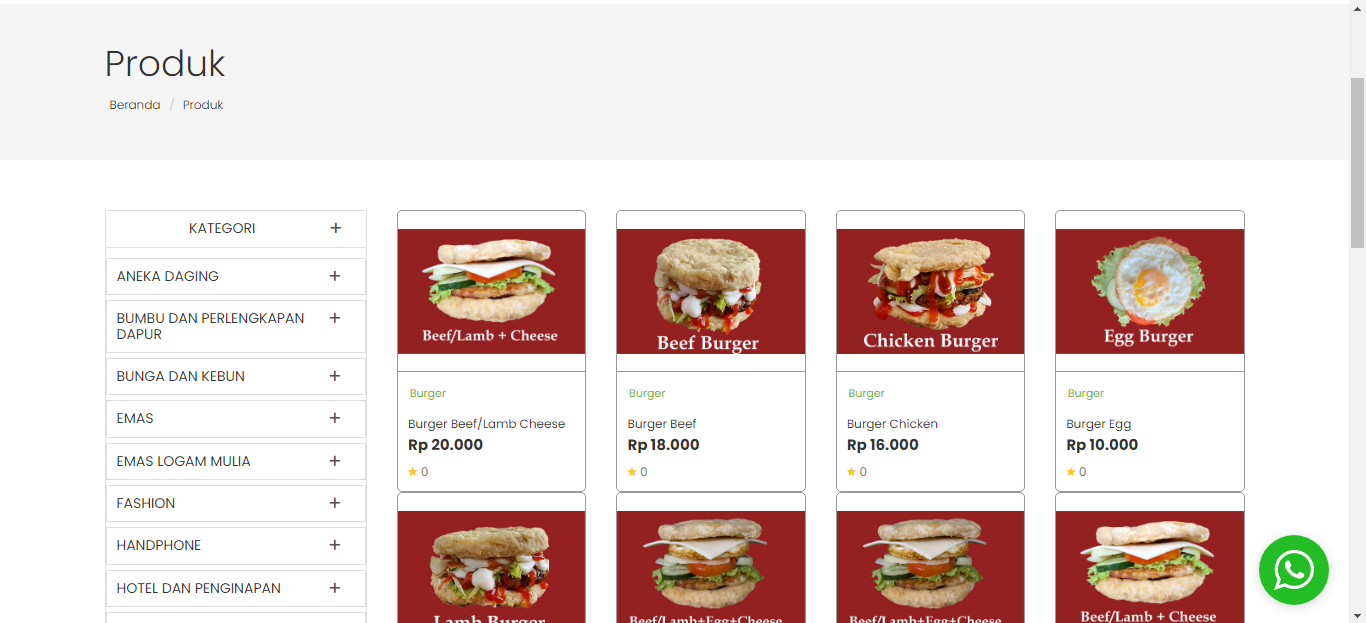 Produk
Beranda / Produk
KATEGORI +
ANEKA DAGING +
BUMBU DAN PERLENGKAPAN +
DAPUR
BUNGA DAN KEBUN +
EMAS +
EMAS LOGAM MULIA +
FASHION +
HANDPHONE +
HOTEL DAN PENGINAPAN +
Beef/Lamb + Cheese
Burger
Burger Beef/Lamb Cheese
Rp 20.000
0
Beef Burger
Burger
Burger Beef
Rp 18.000
0
Chicken Burger
Burger
Burger Chicken
Rp 16.000
0
Egg Burger
Burger
Burger Egg
Rp 10.000
0
Lamb Burger
Beef/Lamb+Egg+Cheese
Beef/Lamb+Egg+Cheese
Beef/Lamb + Cheese